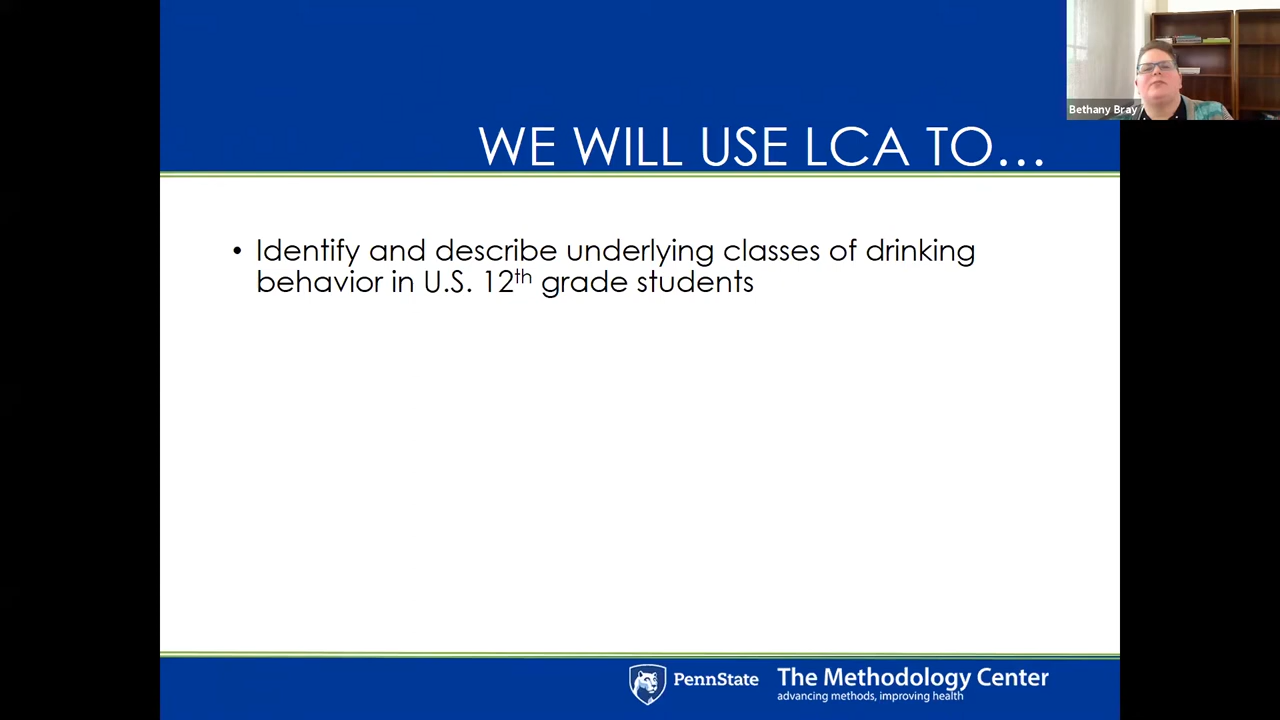 Bethany Bray
WE WILL USE LCA TO…
• Identify and describe underlying classes of drinking
behavior in U.S. 12th grade students
PennState
The Methodology Center
advancing methods, improving health